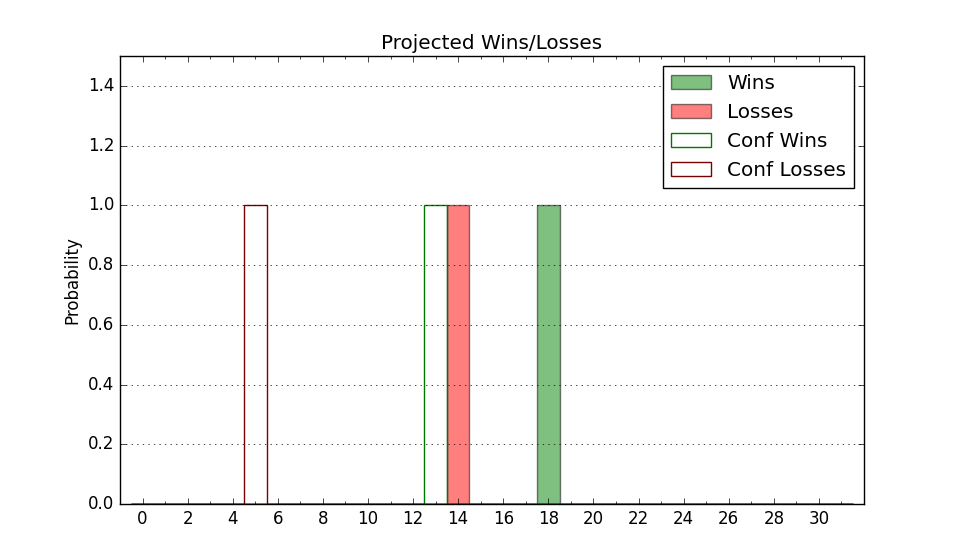 Projected Wins/Losses
Probability
1.4
1.2
1.0
0.8
0.6
0.4
0.2
0.0
0 2 4 6 8 10 12 14 16 18 20 22 24 26 28 30
Wins
Losses
Conf Wins
Conf Losses